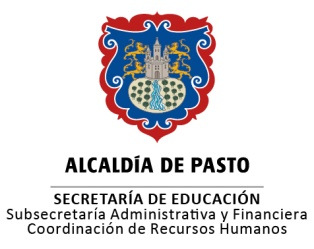 ALCALDÍA DE PASTO
SECRETARÍA DE EDUCACIÓN
Subsecretaría Administrativa y Financiera
Coordinación de Recursos Humanos